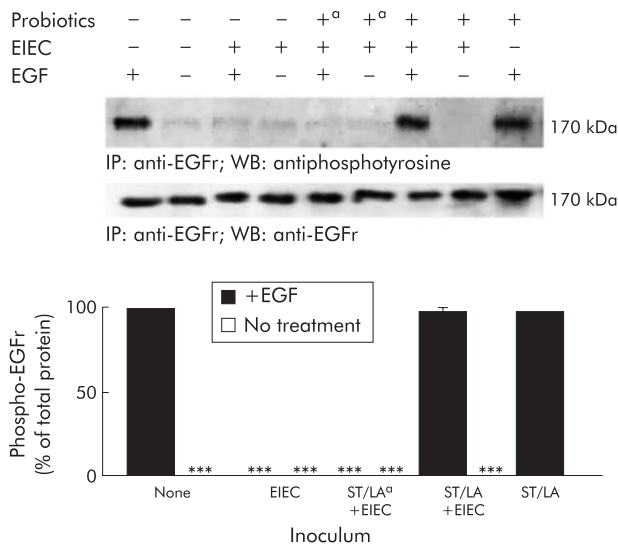 Probiotics – – – – +ᵃ +ᵃ + + +
EIEC – – + + + + + + –
EGF + – + – + – + – +
170 kDa
IP: anti-EGFr; WB: antiphosphotyrosine
170 kDa
IP: anti-EGFr; WB: anti-EGFr
+EGF
No treatment
Phospho-EGFr
(% of total protein)
100
50
0
*** *** *** *** *** ***
None EIEC ST/LAᵃ ST/LA ST/LA
+EIEC +EIEC
Inoculum